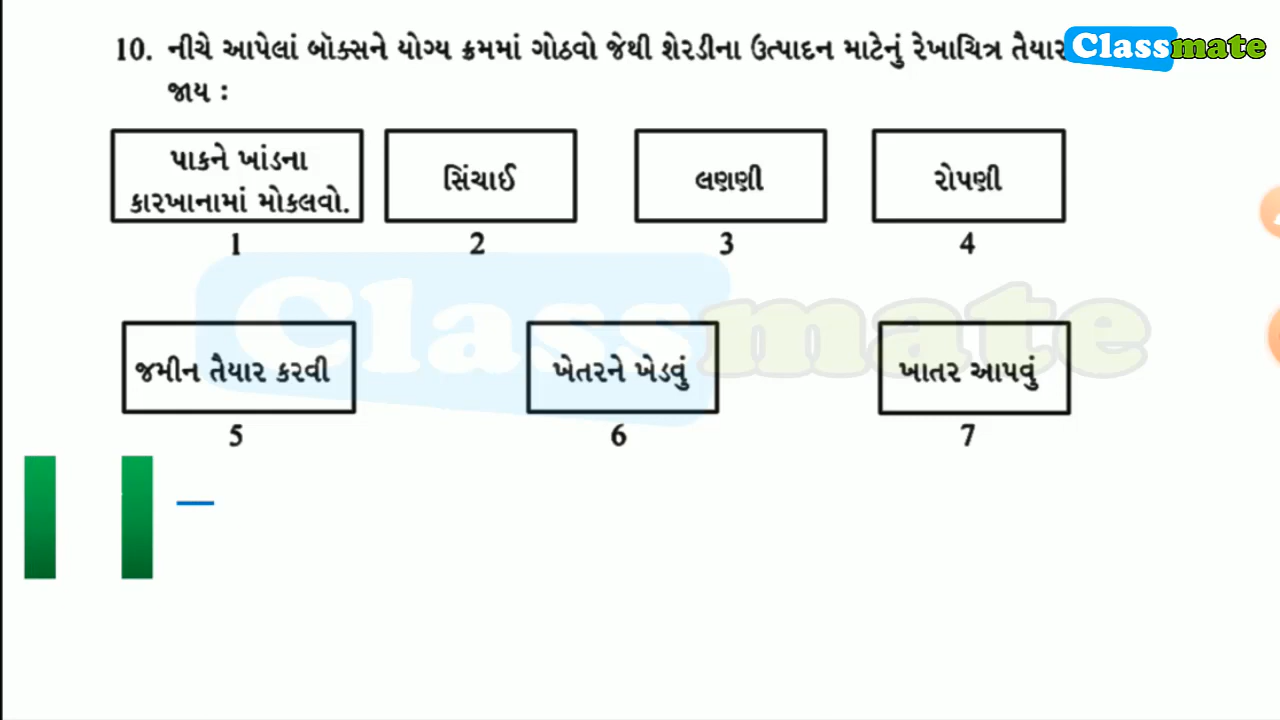 10. નીચે આપેલાં બૉક્સને યોગ્ય ક્રમમાં ગોઠવો જેથી શેરડીના ઉત્પાદન માટેનું રેખાચિત્ર તૈયાર
Classmate
જાય :
પાકને ખાંડના
કારખાનામાં મોકલવો.
સિંચાઈ
લણણી
રોપણી
1 2 3 4
Classmate
જમીન તૈયાર કરવી
ખેતરને ખેડવું
ખાતર આપવું
5 6 7